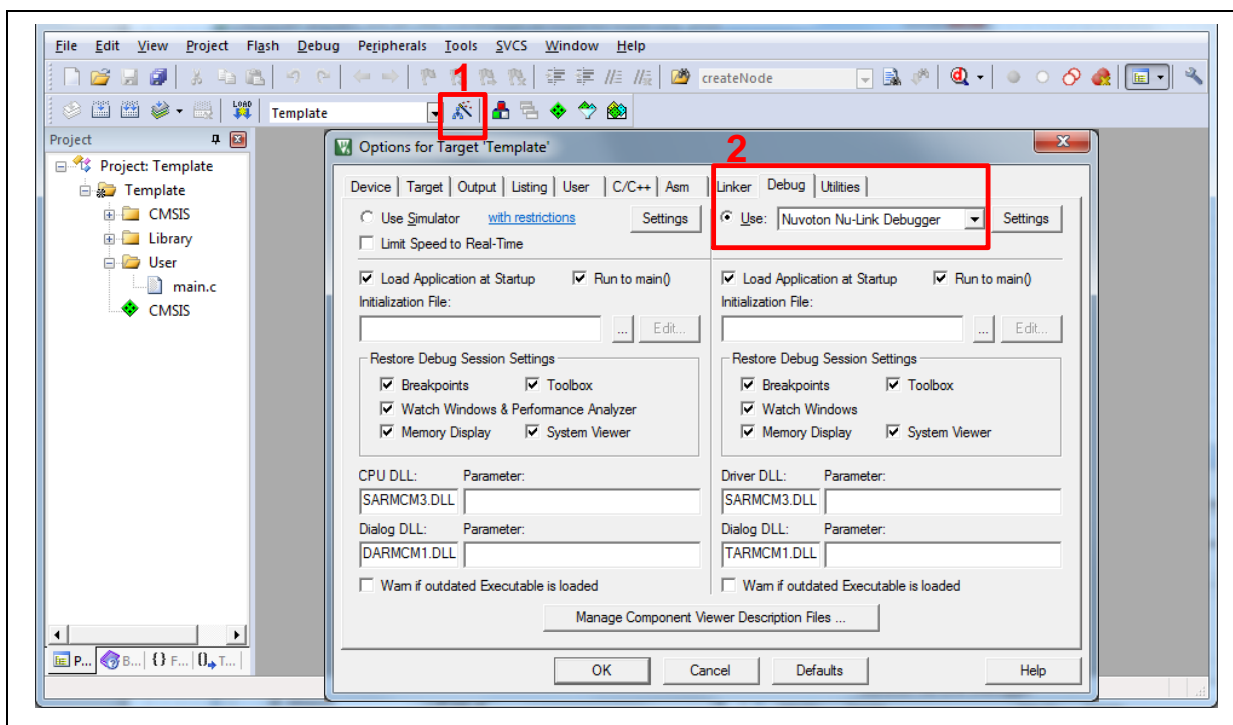 File Edit View Project Flash Debug Peripherals Tools SVCS Window Help
1
createNode
LOAD
Template
Project
Project: Template
Template
CMSIS
Library
User
main.c
CMSIS
P... B... {} F... 0 T...
Options for Target 'Template'
2
Device Target Output Listing User C/C++ Asm Linker Debug Utilities
Use Simulator with restrictions Settings
Use: Nuvoton Nu-Link Debugger Settings
Limit Speed to Real-Time
Load Application at Startup Run to main()
Load Application at Startup Run to main()
Initialization File:
Initialization File:
... Edit...
... Edit...
Restore Debug Session Settings
Restore Debug Session Settings
Breakpoints Toolbox
Breakpoints Toolbox
Watch Windows & Performance Analyzer
Watch Windows
Memory Display System Viewer
Memory Display System Viewer
CPU DLL: Parameter:
Driver DLL: Parameter:
SARMCM3.DLL
SARMCM3.DLL
Dialog DLL: Parameter:
Dialog DLL: Parameter:
DARMCM1.DLL
TARMCM1.DLL
Warn if outdated Executable is loaded
Warn if outdated Executable is loaded
Manage Component Viewer Description Files ...
OK Cancel Defaults Help